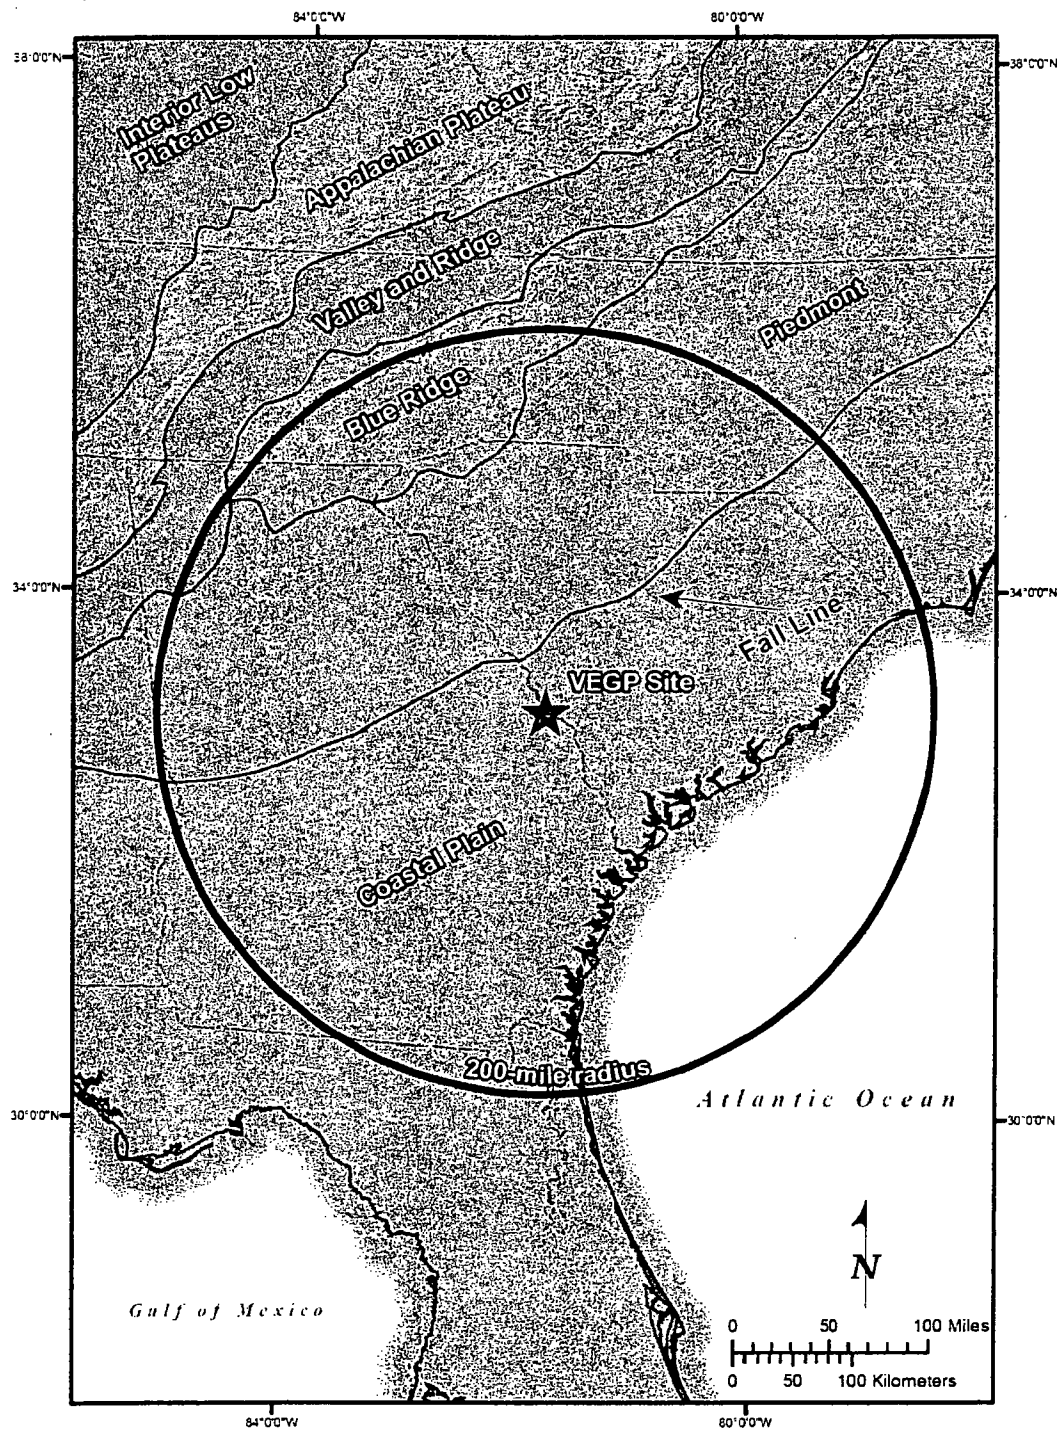 84°0'0"W
80°0'0"W
38°0'0"N
38°0'0"N
Interior Low
Plateaus
Appalachian Plateau
Valley and Ridge
Piedmont
Blue Ridge
34°0'0"N
34°0'0"N
Fall Line
VEGP Site
Coastal Plain
200-mile radius
Atlantic Ocean
30°0'0"N
30°0'0"N
N
Gulf of Mexico
0 50 100 Miles
0 50 100 Kilometers
84°0'0"W
80°0'0"W